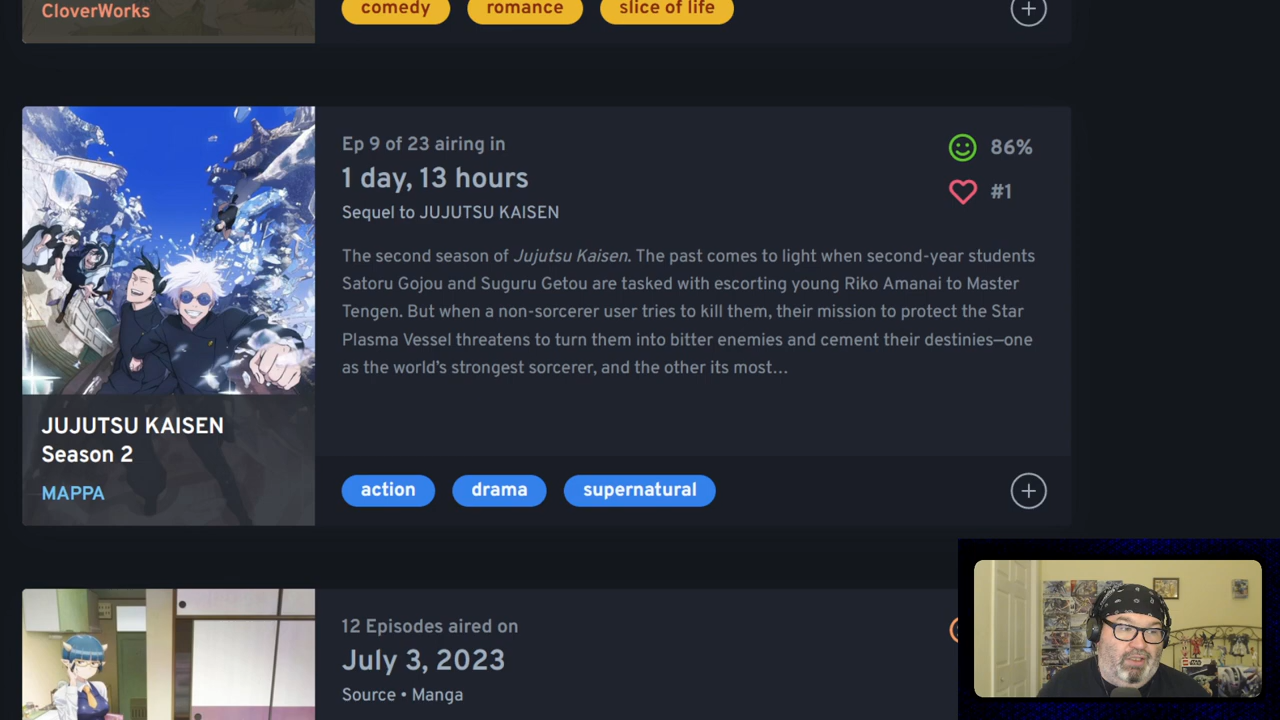 CloverWorks
comedy romance slice of life
Ep 9 of 23 airing in
1 day, 13 hours
Sequel to JUJUTSU KAISEN
86%
#1
The second season of Jujutsu Kaisen. The past comes to light when second-year students
Satoru Gojou and Suguru Getou are tasked with escorting young Riko Amanai to Master
Tengen. But when a non-sorcerer user tries to kill them, their mission to protect the Star
Plasma Vessel threatens to turn them into bitter enemies and cement their destinies—one
as the world’s strongest sorcerer, and the other its most…
JUJUTSU KAISEN
Season 2
MAPPA
action drama supernatural
12 Episodes aired on
July 3, 2023
Source • Manga